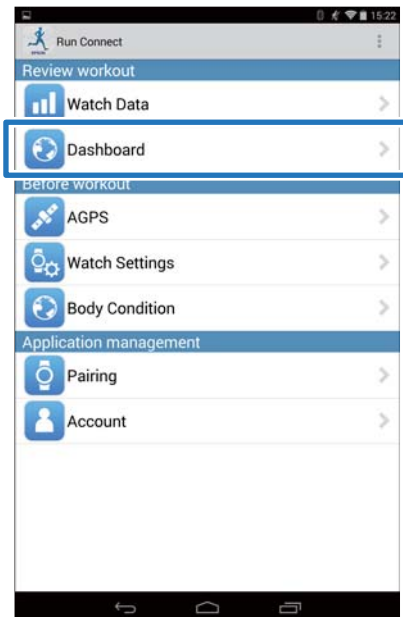 15:22
Run Connect
Review workout
Watch Data
Dashboard
Before workout
AGPS
Watch Settings
Body Condition
Application management
Pairing
Account